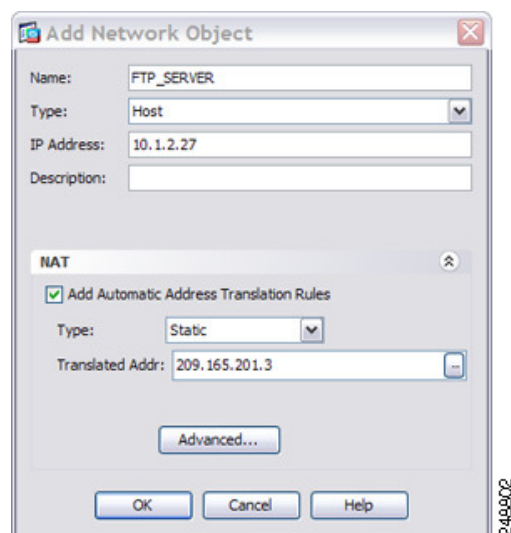 Add Network Object
Name: FTP_SERVER
Type: Host
IP Address: 10.1.2.27
Description:
NAT
Add Automatic Address Translation Rules
Type: Static
Translated Addr: 209.165.201.3 ...
Advanced...
OK Cancel Help
248802